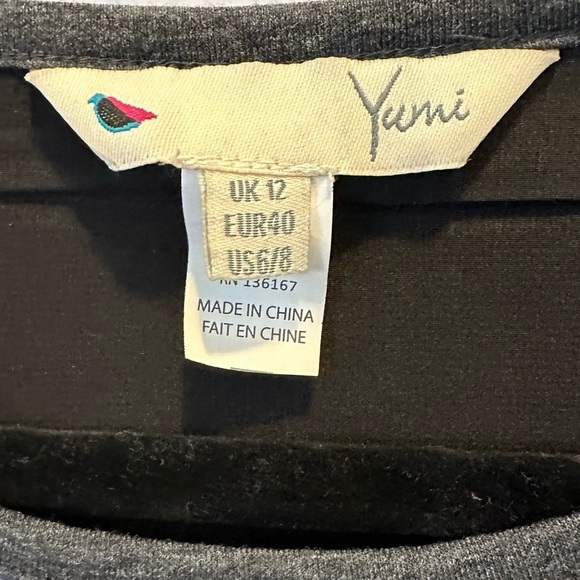 Yumi
UK 12
EUR40
US6/8
RN 136167
MADE IN CHINA
FAIT EN CHINE